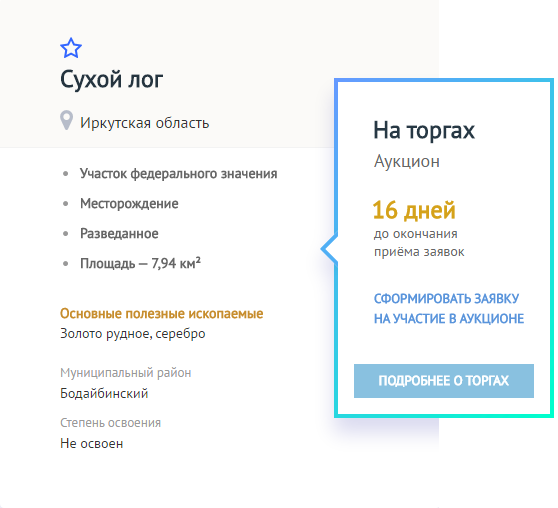 Сухой лог
Иркутская область
Участок федерального значения
Месторождение
Разведанное
Площадь — 7,94 км²
Основные полезные ископаемые
Золото рудное, серебро
Муниципальный район
Бодайбинский
Степень освоения
Не освоен
На торгах
Аукцион
16 дней
до окончания
приёма заявок
СФОРМИРОВАТЬ ЗАЯВКУ
НА УЧАСТИЕ В АУКЦИОНЕ
ПОДРОБНЕЕ О ТОРГАХ